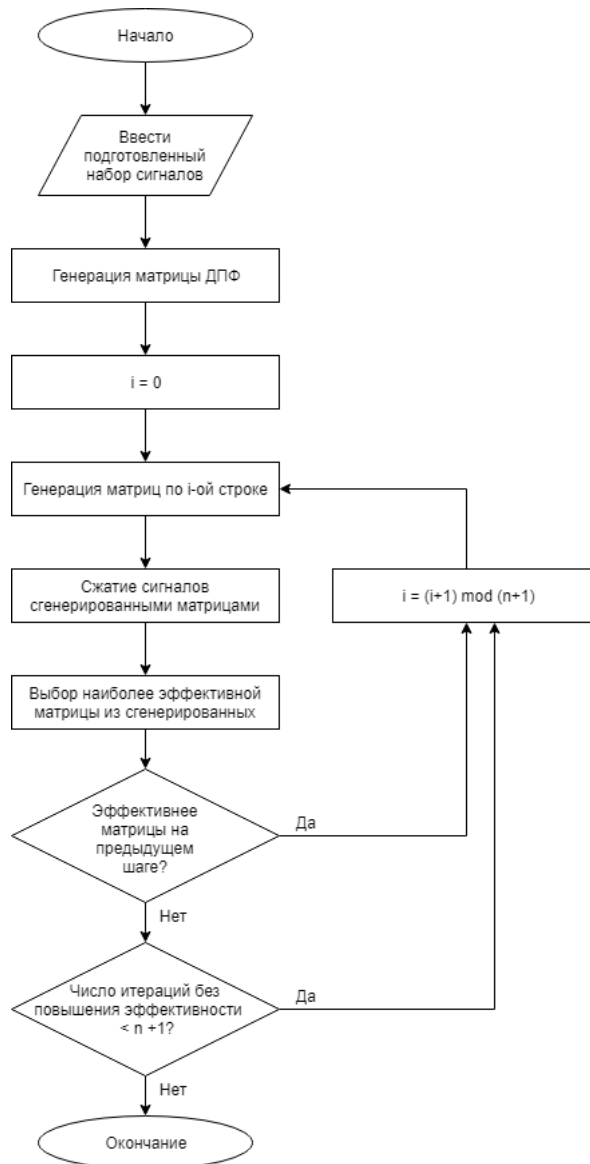 Начало
Ввести
подготовленный
набор сигналов
Генерация матрицы ДПФ
i = 0
Генерация матриц по i-ой строке
Сжатие сигналов
сгенерированными матрицами
i = (i+1) mod (n+1)
Выбор наиболее эффективной
матрицы из сгенерированных
Эффективнее
матрицы на
предыдущем
шаге?
Да
Нет
Число итераций без
повышения эффективности
< n +1?
Да
Нет
Окончание